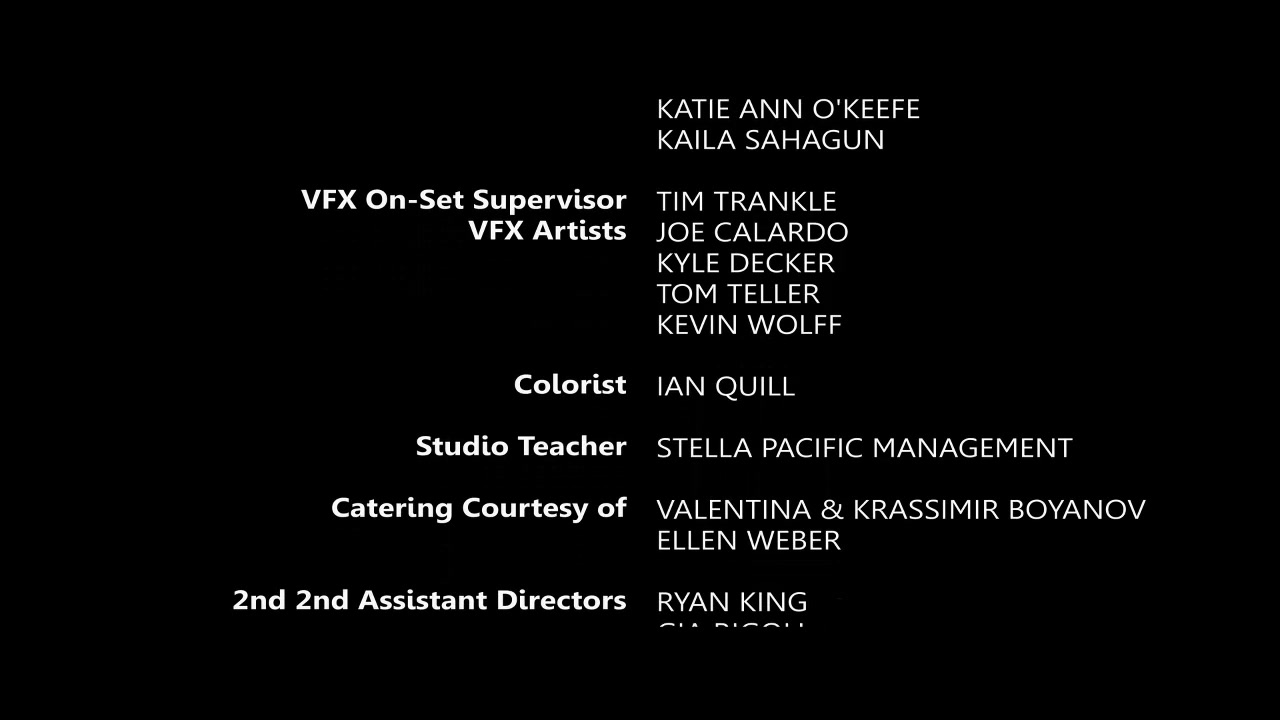 KATIE ANN O'KEEFE
KAILA SAHAGUN
VFX On-Set Supervisor TIM TRANKLE
VFX Artists JOE CALARDO
KYLE DECKER
TOM TELLER
KEVIN WOLFF
Colorist IAN QUILL
Studio Teacher STELLA PACIFIC MANAGEMENT
Catering Courtesy of VALENTINA & KRASSIMIR BOYANOV
ELLEN WEBER
2nd 2nd Assistant Directors RYAN KING